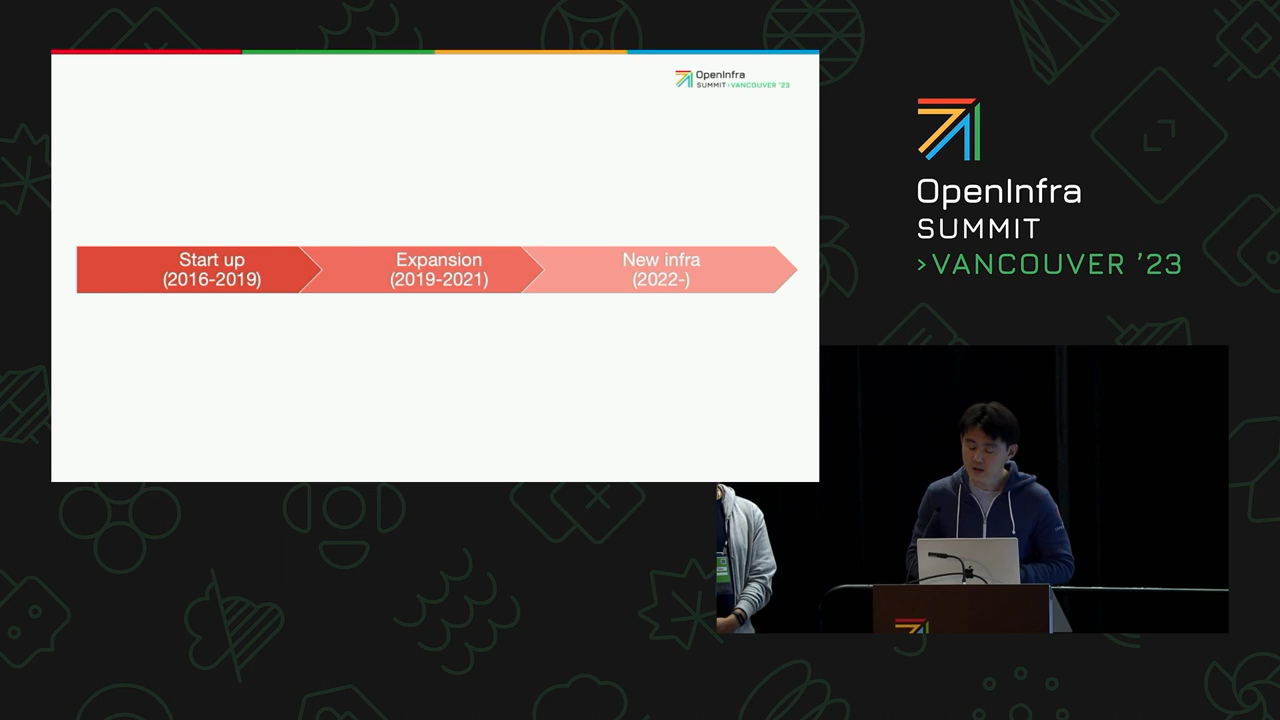 OpenInfra
SUMMIT >VANCOUVER '23
Start up
(2016-2019)
Expansion
(2019-2021)
New infra
(2022-)
OpenInfra
SUMMIT
>VANCOUVER '23